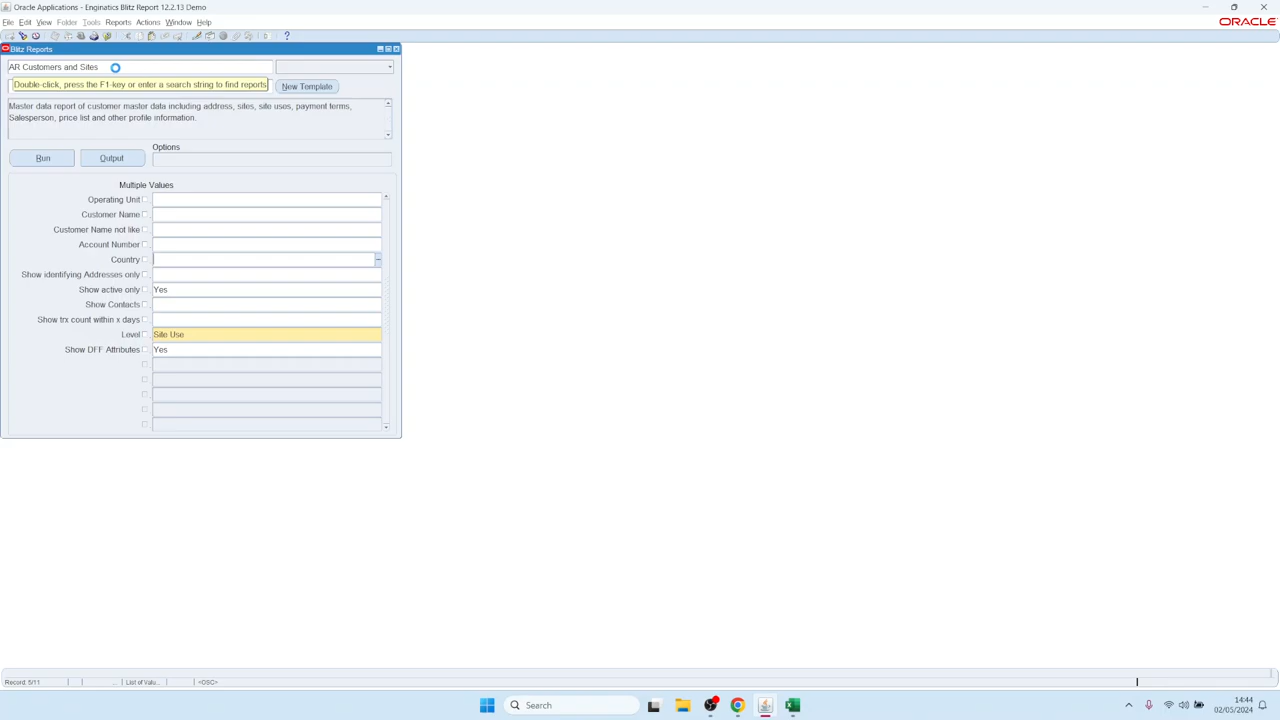 Oracle Applications - Enginatics Blitz Report 12.2.13 Demo
File Edit View Folder Tools Reports Actions Window Help
ORACLE
Blitz Reports
AR Customers and Sites
Double-click, press the F1-key or enter a search string to find reports
New Template
Master data report of customer master data including address, sites, site uses, payment terms,
Salesperson, price list and other profile information.
Options
Run Output
Multiple Values
Operating Unit
Customer Name
Customer Name not like
Account Number
Country
Show identifying Addresses only
Show active only Yes
Show Contacts
Show trx count within x days
Level Site Use
Show DFF Attributes Yes
Record: 5/11 ... List of Valu... <OSC>
Search
14:44
02/05/2024